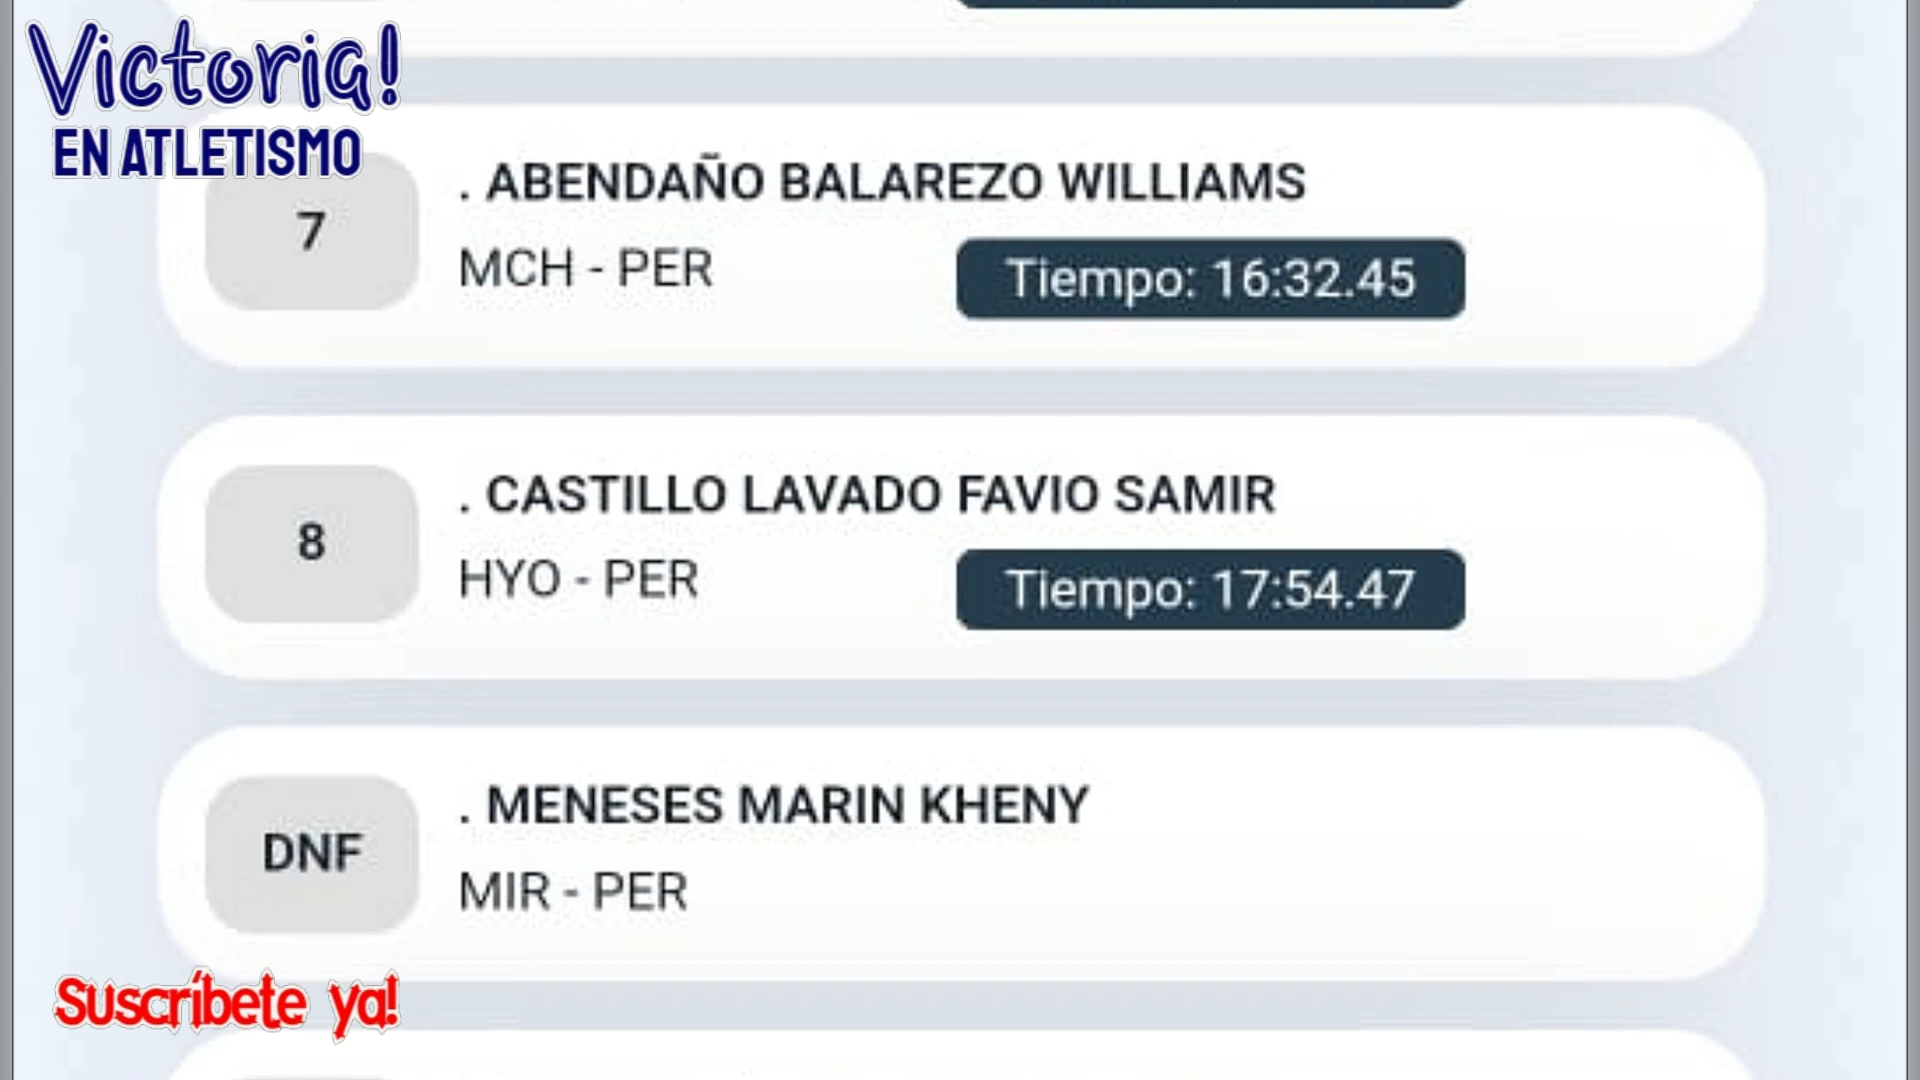 Victoria!
EN ATLETISMO
7
. ABENDAÑO BALAREZO WILLIAMS
MCH - PER
Tiempo: 16:32.45
8
. CASTILLO LAVADO FAVIO SAMIR
HYO - PER
Tiempo: 17:54.47
DNF
. MENESES MARIN KHENY
MIR - PER
Suscríbete ya!